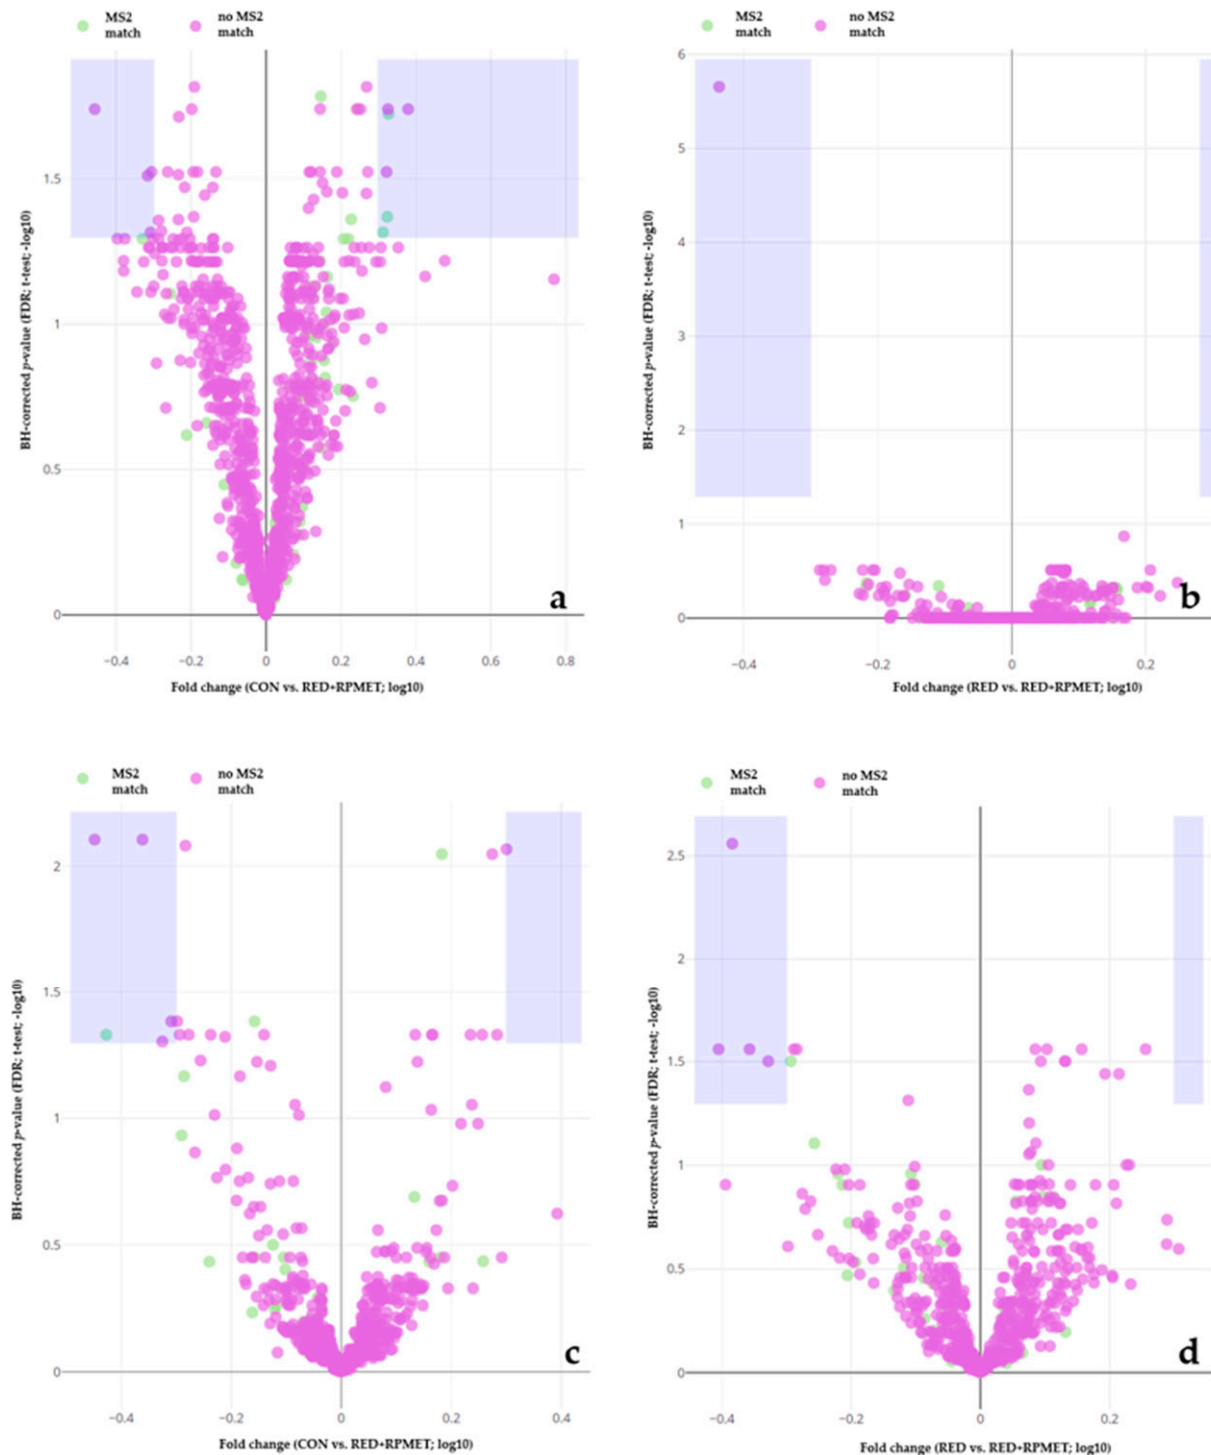 MS2 match
no MS2 match
MS2 match
no MS2 match
BH-corrected p-value (FDR; t-test; -log10)
1.5
1
0.5
0
−0.4 −0.2 0 0.2 0.4 0.6 0.8
Fold change (CON vs. RED+RPMET; log10)
a
BH-corrected p-value (FDR; t-test; -log10)
6
5
4
3
2
1
0
−0.4 −0.2 0 0.2
Fold change (RED vs. RED+RPMET; log10)
b
MS2 match
no MS2 match
MS2 match
no MS2 match
BH-corrected p-value (FDR; t-test; -log10)
2
1.5
1
0.5
0
−0.4 −0.2 0 0.2 0.4
Fold change (CON vs. RED+RPMET; log10)
c
BH-corrected p-value (FDR; t-test; -log10)
2.5
2
1.5
1
0.5
0
−0.4 −0.2 0 0.2
Fold change (RED vs. RED+RPMET; log10)
d